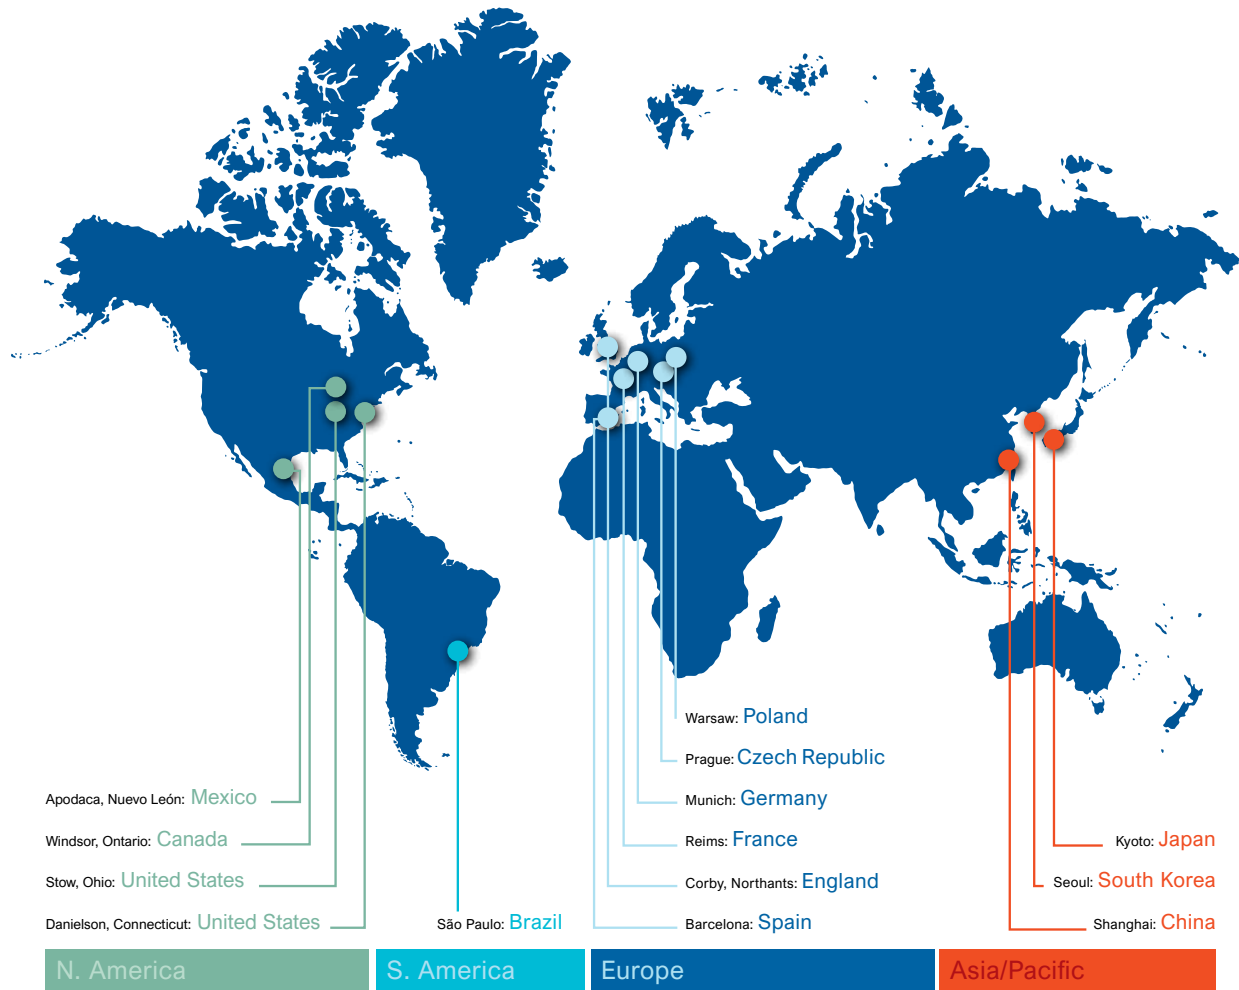 Warsaw: Poland
Prague: Czech Republic
Apodaca, Nuevo León: Mexico
Munich: Germany
Windsor, Ontario: Canada
Reims: France
Kyoto: Japan
Stow, Ohio: United States
Corby, Northants: England
Seoul: South Korea
Danielson, Connecticut: United States
São Paulo: Brazil
Barcelona: Spain
Shanghai: China
N. America
S. America
Europe
Asia/Pacific